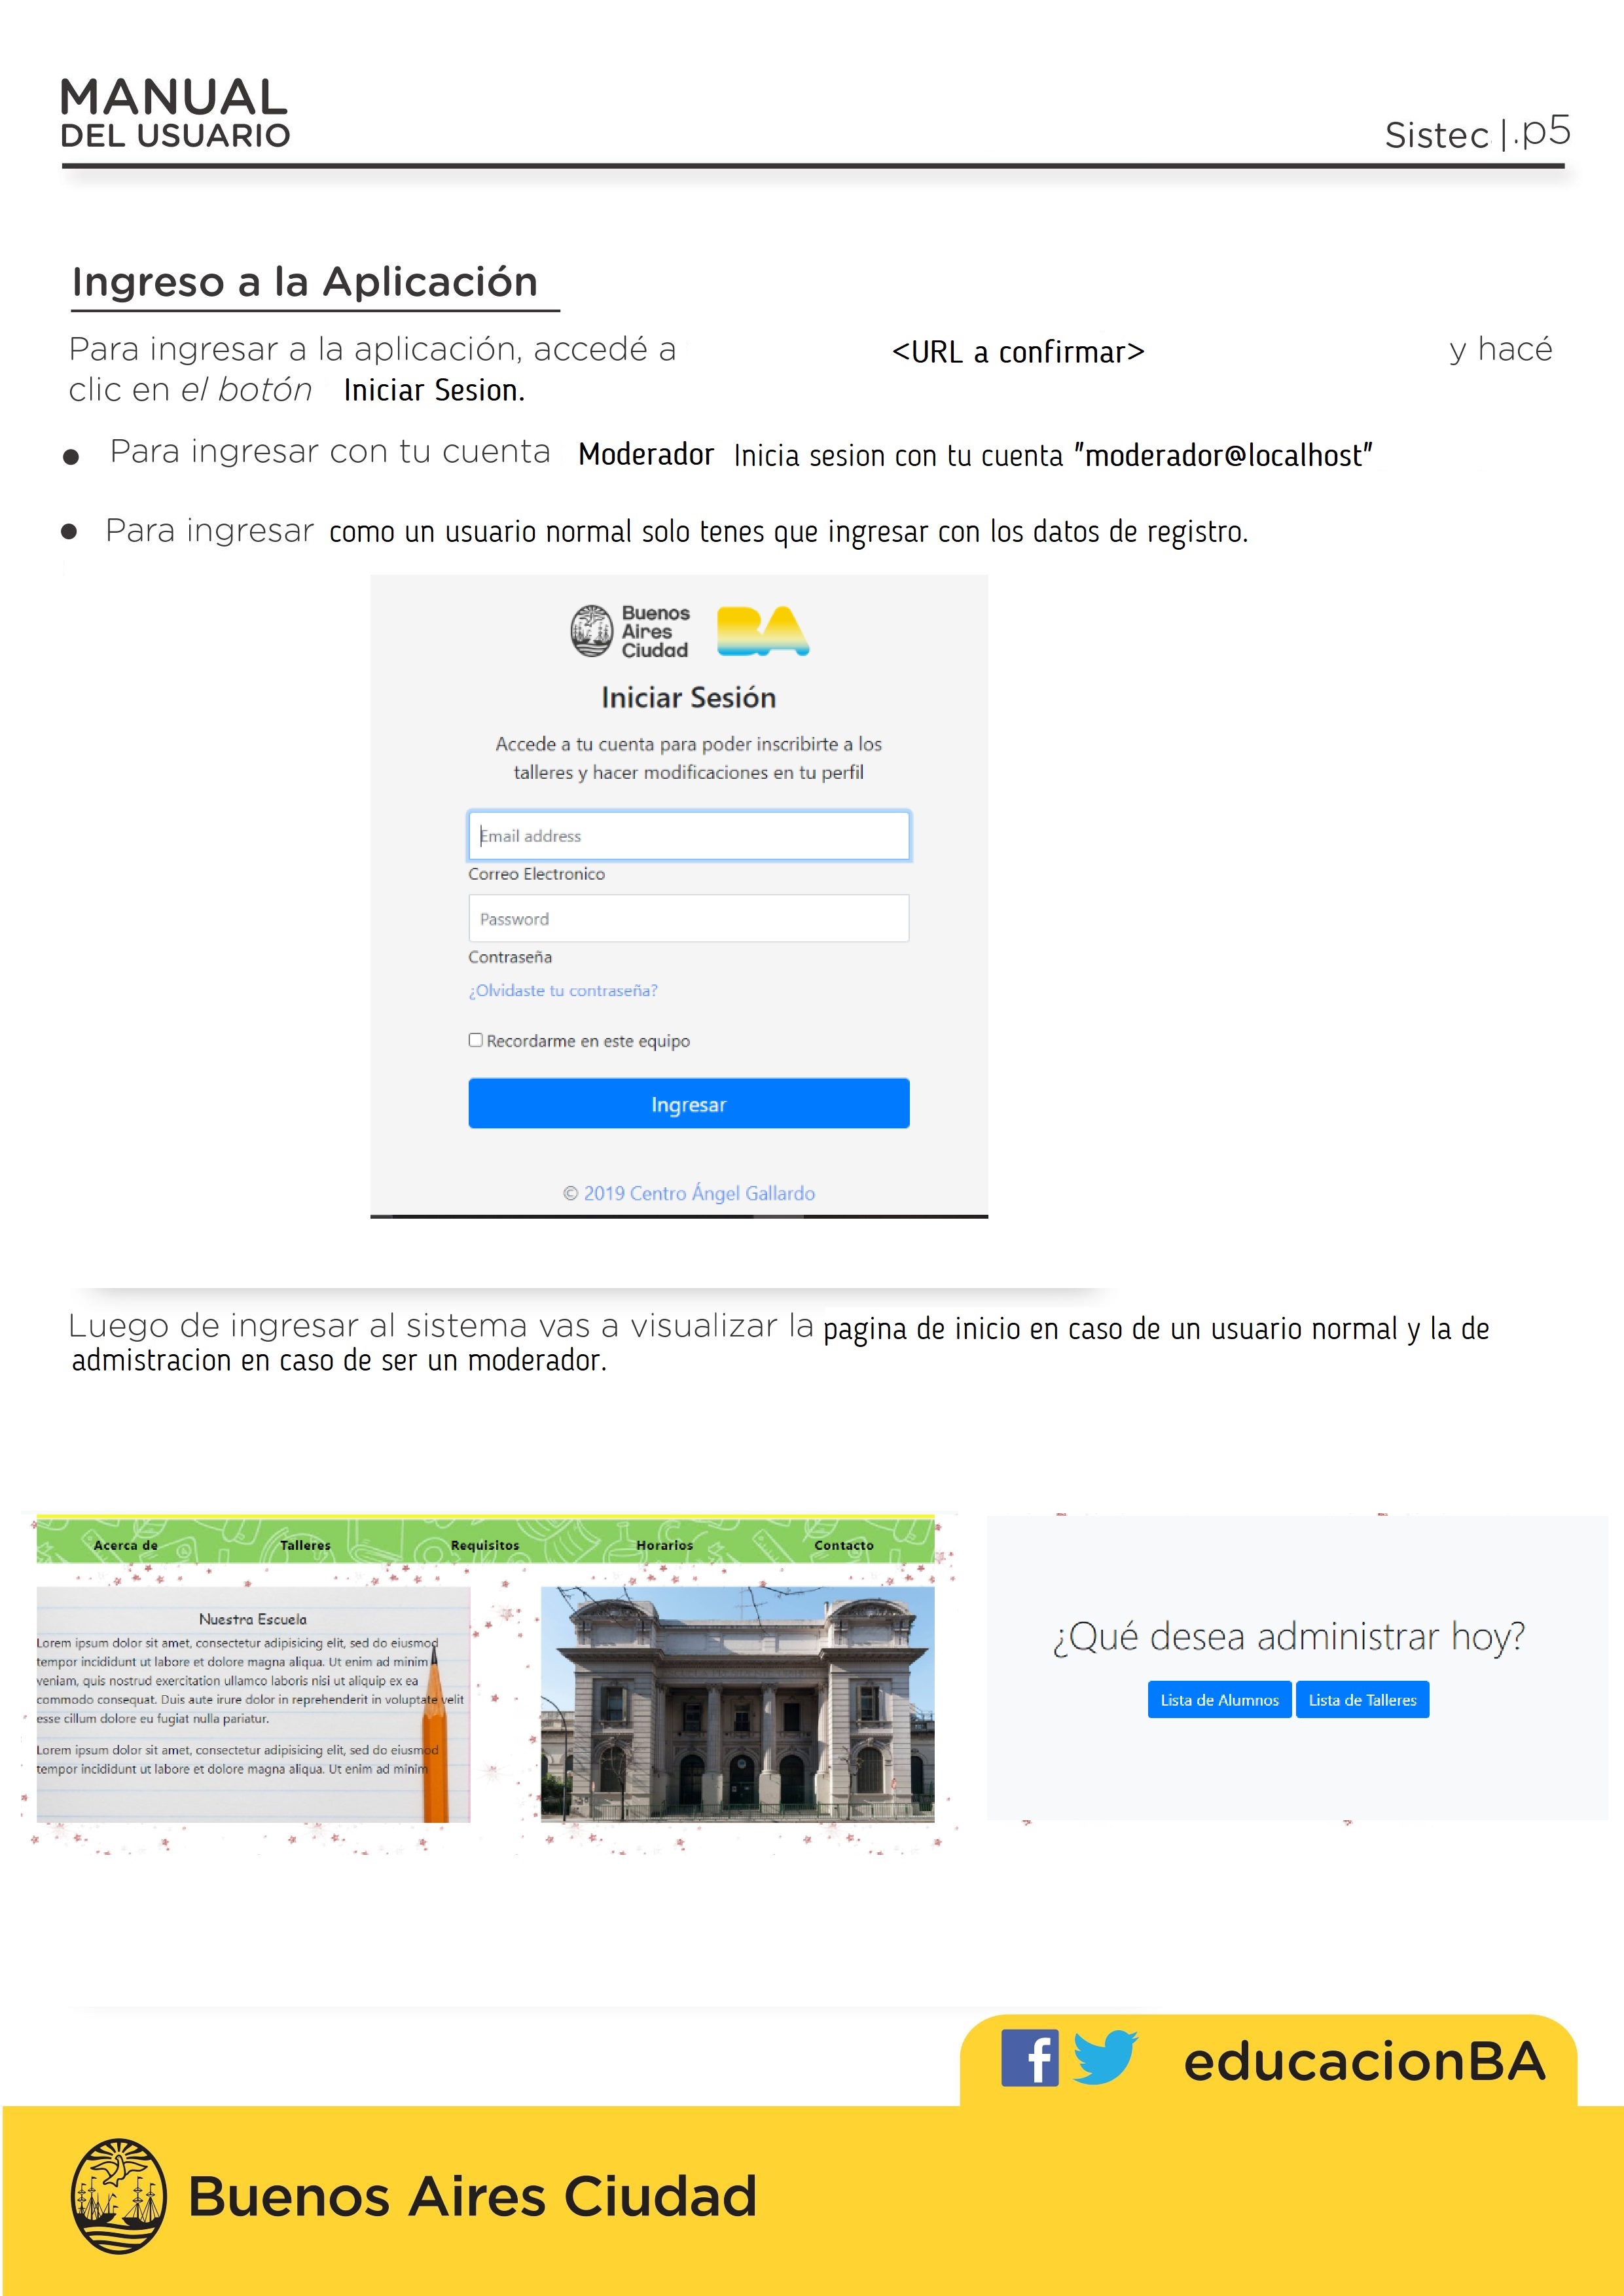 MANUAL
DEL USUARIO
Sistec |.p5
Ingreso a la Aplicación
Para ingresar a la aplicación, accedé a <URL a confirmar> y hacé
clic en el botón Iniciar Sesion.
● Para ingresar con tu cuenta Moderador Inicia sesion con tu cuenta "moderador@localhost"
● Para ingresar como un usuario normal solo tenes que ingresar con los datos de registro.
Buenos
Aires
Ciudad
BA
Iniciar Sesión
Accede a tu cuenta para poder inscribirte a los
talleres y hacer modificaciones en tu perfil
Email address
Correo Electronico
Password
Contraseña
¿Olvidaste tu contraseña?
Recordarme en este equipo
Ingresar
© 2019 Centro Ángel Gallardo
Luego de ingresar al sistema vas a visualizar la pagina de inicio en caso de un usuario normal y la de
admistracion en caso de ser un moderador.
Acerca de Talleres Requisitos Horarios Contacto
Nuestra Escuela
Lorem ipsum dolor sit amet, consectetur adipisicing elit, sed do eiusmod
tempor incididunt ut labore et dolore magna aliqua. Ut enim ad minim
veniam, quis nostrud exercitation ullamco laboris nisi ut aliquip ex ea
commodo consequat. Duis aute irure dolor in reprehenderit in voluptate velit
esse cillum dolore eu fugiat nulla pariatur.
Lorem ipsum dolor sit amet, consectetur adipisicing elit, sed do eiusmod
tempor incididunt ut labore et dolore magna aliqua. Ut enim ad minim
¿Qué desea administrar hoy?
Lista de Alumnos Lista de Talleres
educacionBA
Buenos Aires Ciudad